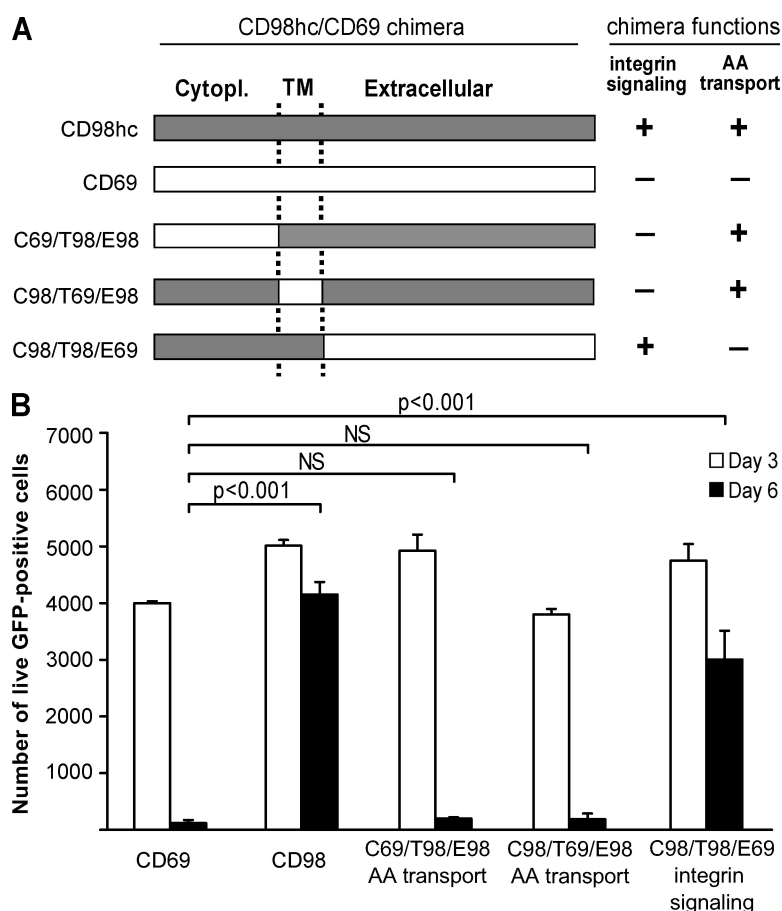 A
CD98hc/CD69 chimera
chimera functions
Cytopl. TM Extracellular
integrin signaling
AA transport
CD98hc + +
CD69 – –
C69/T98/E98 – +
C98/T69/E98 – +
C98/T98/E69 + –
B
p<0.001
NS
NS
p<0.001
Day 3
Day 6
Number of live GFP-positive cells
7000
6000
5000
4000
3000
2000
1000
CD69
CD98
C69/T98/E98
AA transport
C98/T69/E98
AA transport
C98/T98/E69
integrin
signaling